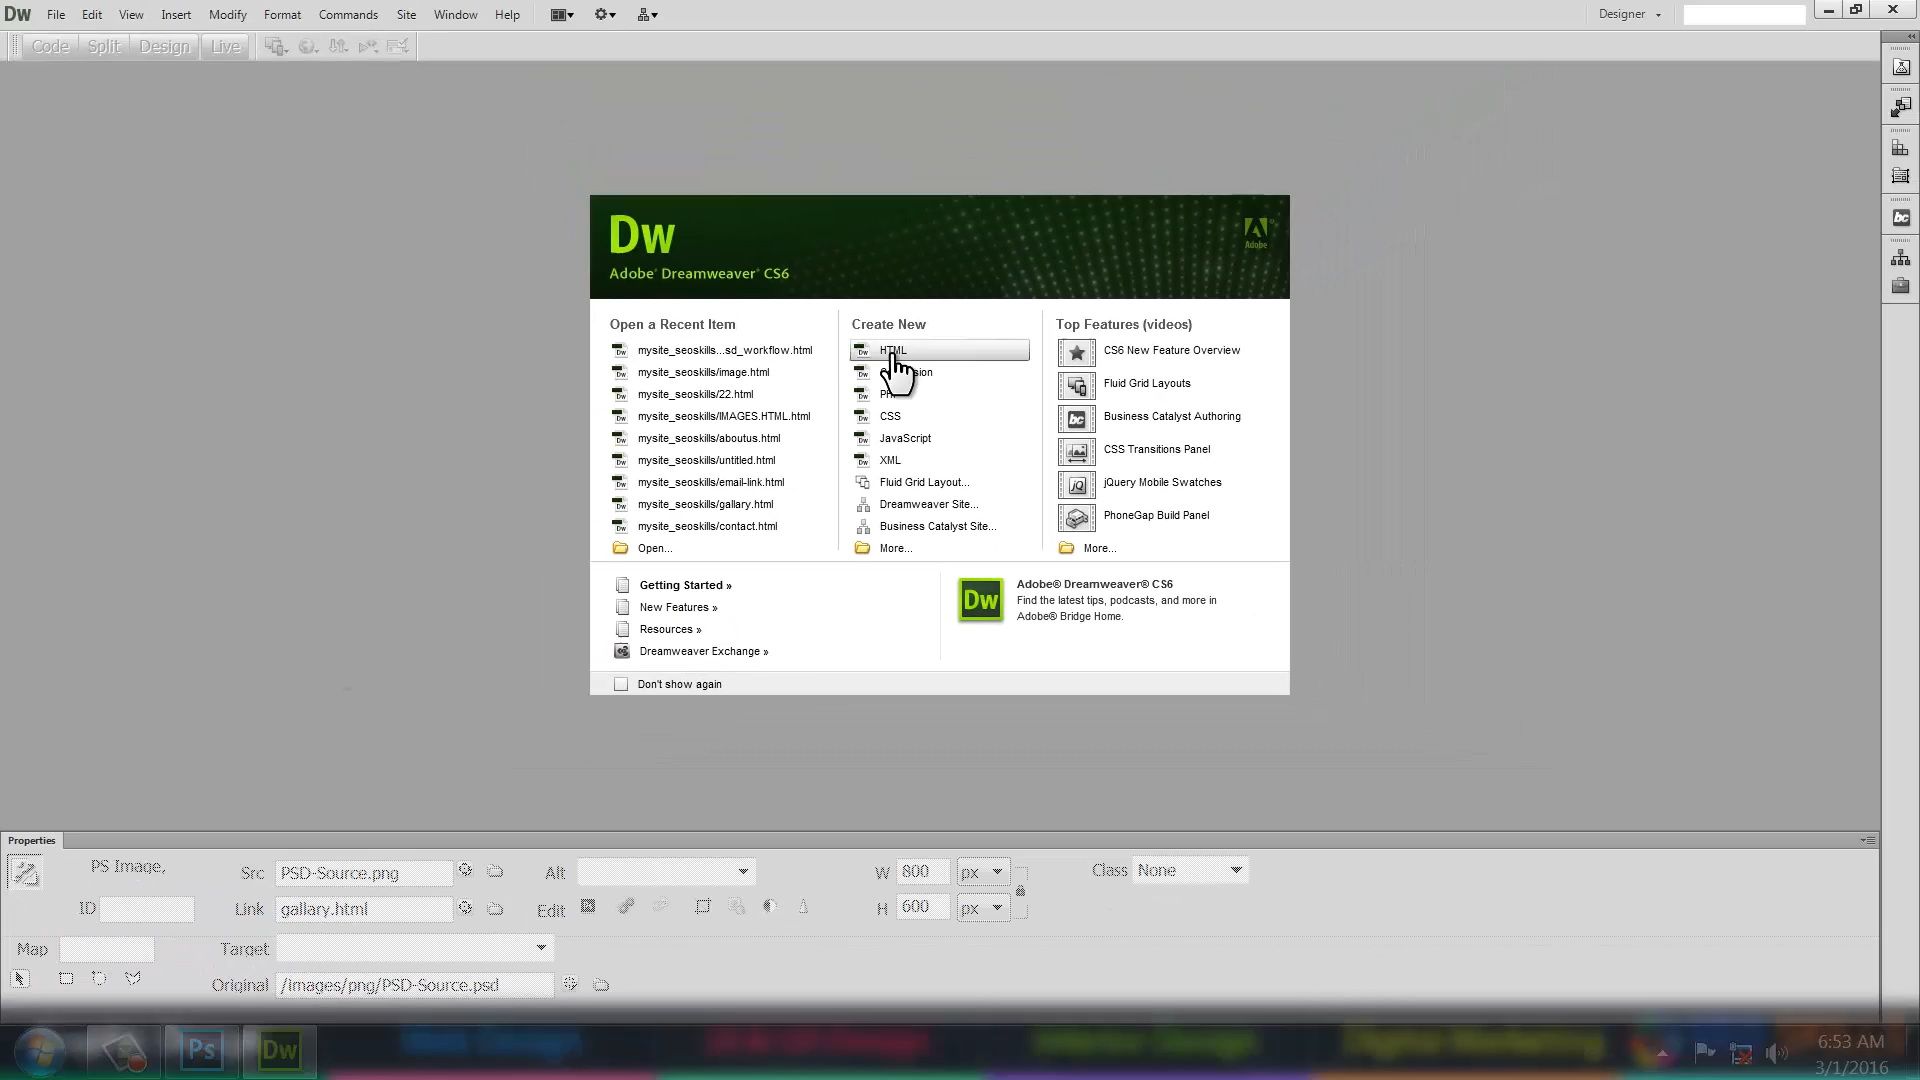 Dw File Edit View Insert Modify Format Commands Site Window Help Designer
Code Split Design Live
Dw
Adobe® Dreamweaver® CS6
Adobe
Open a Recent Item
mysite_seoskills...sd_workflow.html
mysite_seoskills/image.html
mysite_seoskills/22.html
mysite_seoskills/IMAGES.HTML.html
mysite_seoskills/aboutus.html
mysite_seoskills/untitled.html
mysite_seoskills/email-link.html
mysite_seoskills/gallary.html
mysite_seoskills/contact.html
Open...
Create New
HTML
CSS
JavaScript
XML
Fluid Grid Layout...
Dreamweaver Site...
Business Catalyst Site...
More...
Top Features (videos)
CS6 New Feature Overview
Fluid Grid Layouts
bc Business Catalyst Authoring
CSS Transitions Panel
jQ jQuery Mobile Swatches
PhoneGap Build Panel
More...
Getting Started »
New Features »
Resources »
Dreamweaver Exchange »
Dw
Adobe® Dreamweaver® CS6
Find the latest tips, podcasts, and more in
Adobe® Bridge Home.
Don't show again
bc
Properties
PS Image, Src PSD-Source.png Alt W 800 px Class None
ID Link gallary.html Edit H 600 px
Map Target
Original /images/png/PSD-Source.psd
Ps Dw
6:53 AM
3/1/2016